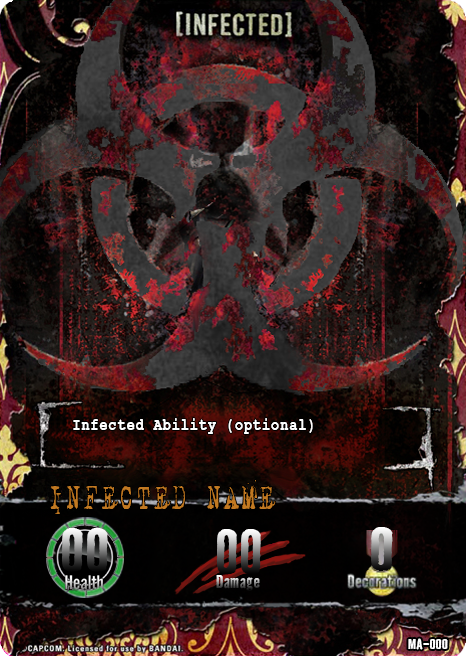 [INFECTED]
Infected Ability (optional)
INFECTED NAME
00
Health
00
Damage
0
Decorations
CAPCOM. Licensed for use by BANDAI.
MA-000